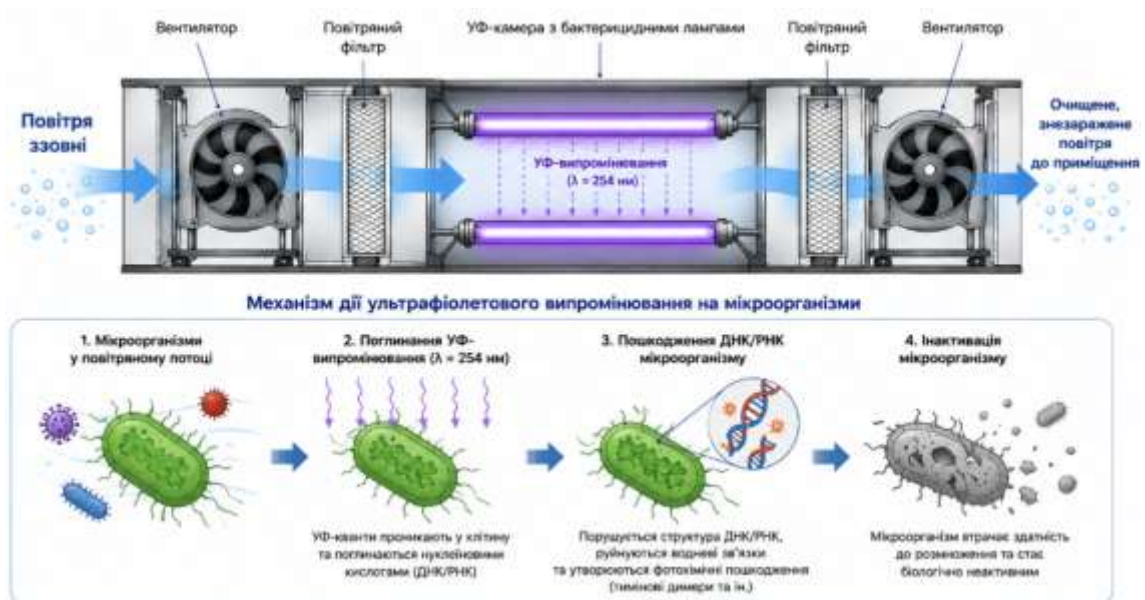 Вентилятор
Повітряний
фільтр
УФ-камера з бактерицидними лампами
Повітряний
фільтр
Вентилятор
Повітря
ззовні
УФ-випромінювання
(λ = 254 нм)
Очищене,
знезаражене
повітря
до приміщення
Механізм дії ультрафіолетового випромінювання на мікроорганізми
1. Мікроорганізми
у повітряному потоці
2. Поглинання УФ-
випромінювання (λ = 254 нм)
УФ-кванти проникають у клітину
та поглинаються нуклеїновими
кислотами (ДНК/РНК)
3. Пошкодження ДНК/РНК
мікроорганізму
Порушується структура ДНК/РНК,
руйнуються водневі зв'язки
та утворюються фотохімічні пошкодження
(тимінові димери та ін.)
4. Інактивація
мікроорганізму
Мікроорганізм втрачає здатність
до розмноження та стає
біологічно неактивним